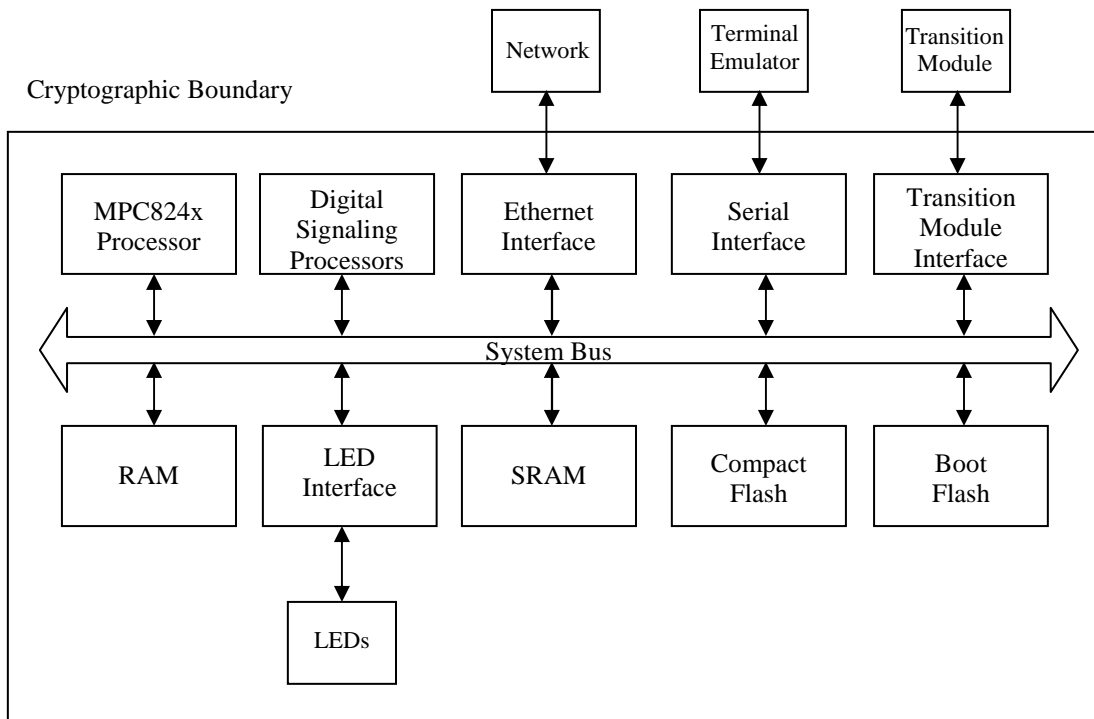 Network
Terminal
Emulator
Transition
Module
Cryptographic Boundary
MPC824x
Processor
Digital
Signaling
Processors
Ethernet
Interface
Serial
Interface
Transition
Module
Interface
System Bus
RAM
LED
Interface
SRAM
Compact
Flash
Boot
Flash
LEDs